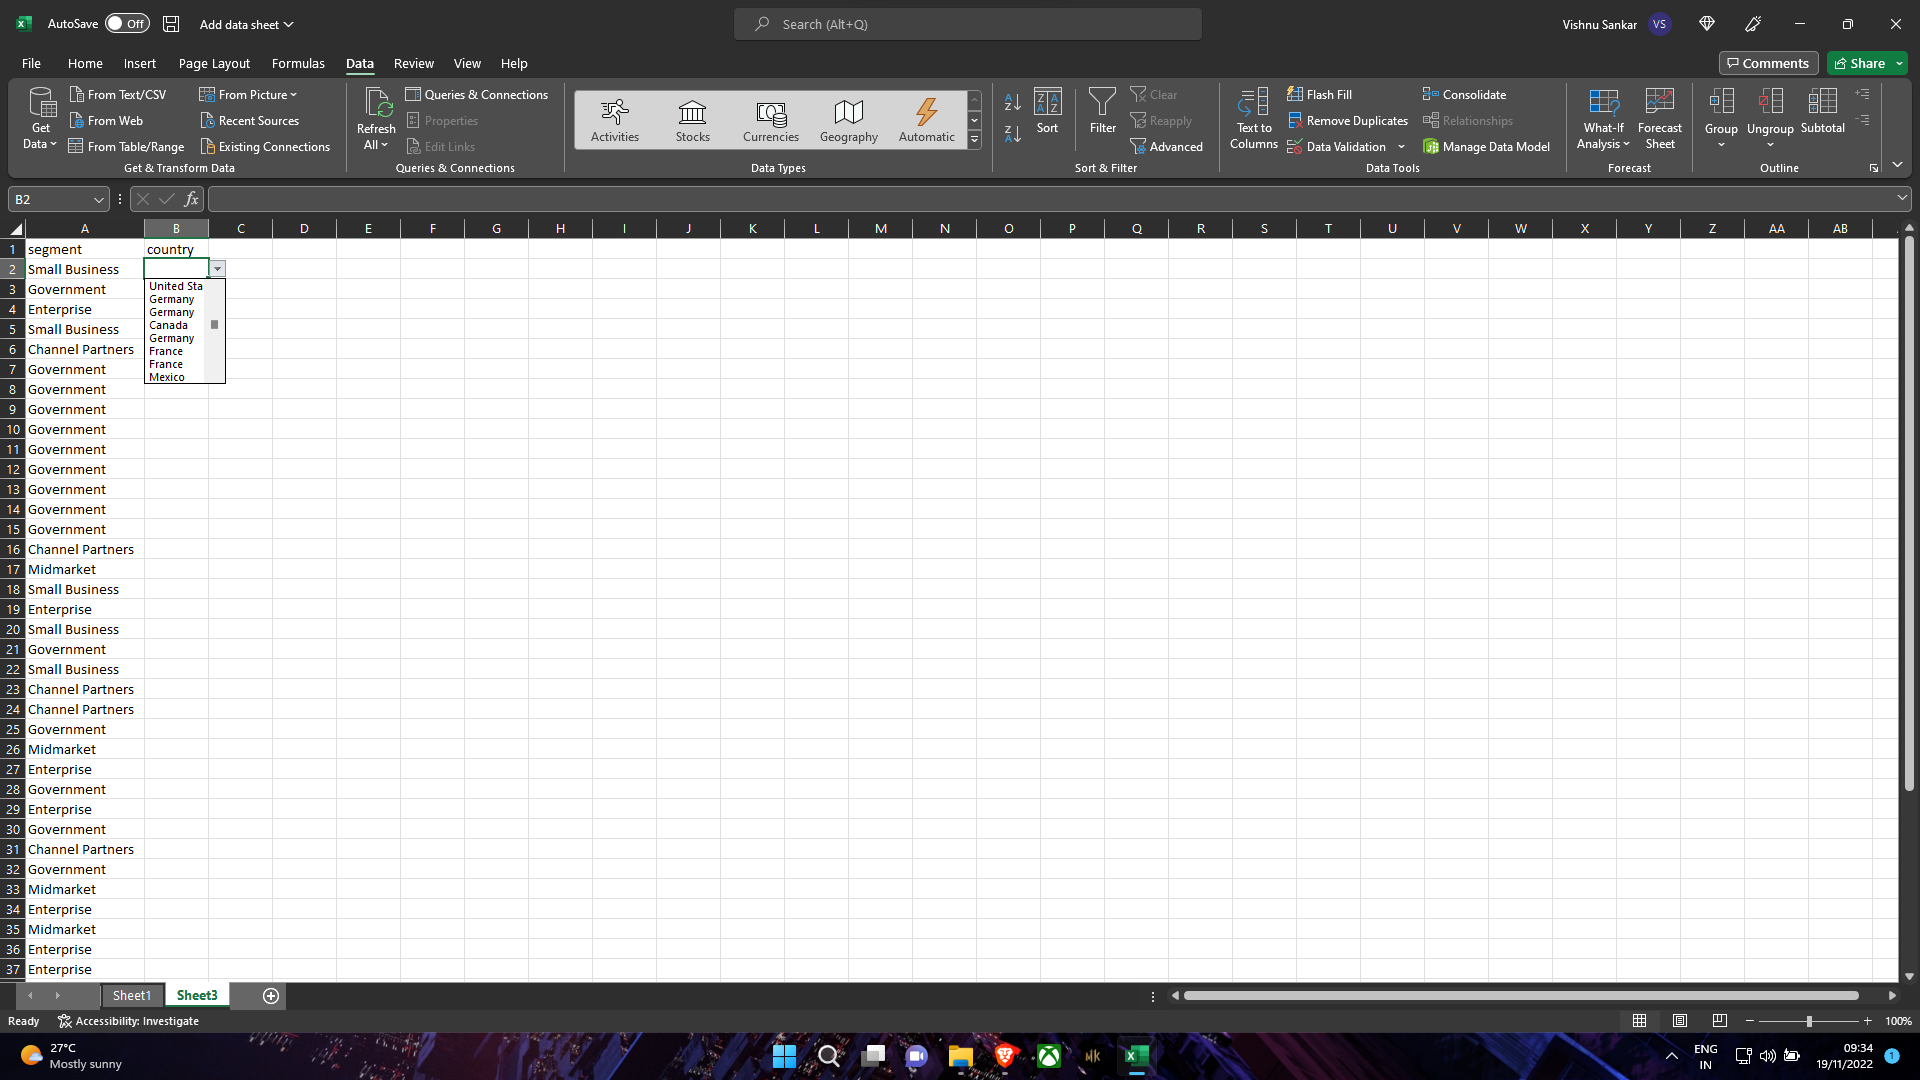 AutoSave Off Add data sheet Search (Alt+Q) Vishnu Sankar VS
File Home Insert Page Layout Formulas Data Review View Help Comments Share
Get Data
From Text/CSV
From Web
From Table/Range
From Picture
Recent Sources
Existing Connections
Get & Transform Data
Refresh All
Queries & Connections
Properties
Edit Links
Queries & Connections
Activities Stocks Currencies Geography Automatic
Data Types
Sort
Filter
Clear
Reapply
Advanced
Sort & Filter
Text to Columns
Flash Fill
Remove Duplicates
Data Validation
Consolidate
Relationships
Manage Data Model
Data Tools
What-If Analysis
Forecast Sheet
Forecast
Group Ungroup Subtotal
Outline
B2 fx
A B C D E F G H I J K L M N O P Q R S T U V W X Y Z AA AB
1 segment country
2 Small Business
3 Government
4 Enterprise
5 Small Business
6 Channel Partners
7 Government
8 Government
9 Government
10 Government
11 Government
12 Government
13 Government
14 Government
15 Government
16 Channel Partners
17 Midmarket
18 Small Business
19 Enterprise
20 Small Business
21 Government
22 Small Business
23 Channel Partners
24 Channel Partners
25 Government
26 Midmarket
27 Enterprise
28 Government
29 Enterprise
30 Government
31 Channel Partners
32 Government
33 Midmarket
34 Enterprise
35 Midmarket
36 Enterprise
37 Enterprise
United Sta
Germany
Germany
Canada
Germany
France
France
Mexico
Sheet1 Sheet3
Ready Accessibility: Investigate 100%
27°C
Mostly sunny
ENG
IN
09:34
19/11/2022
1